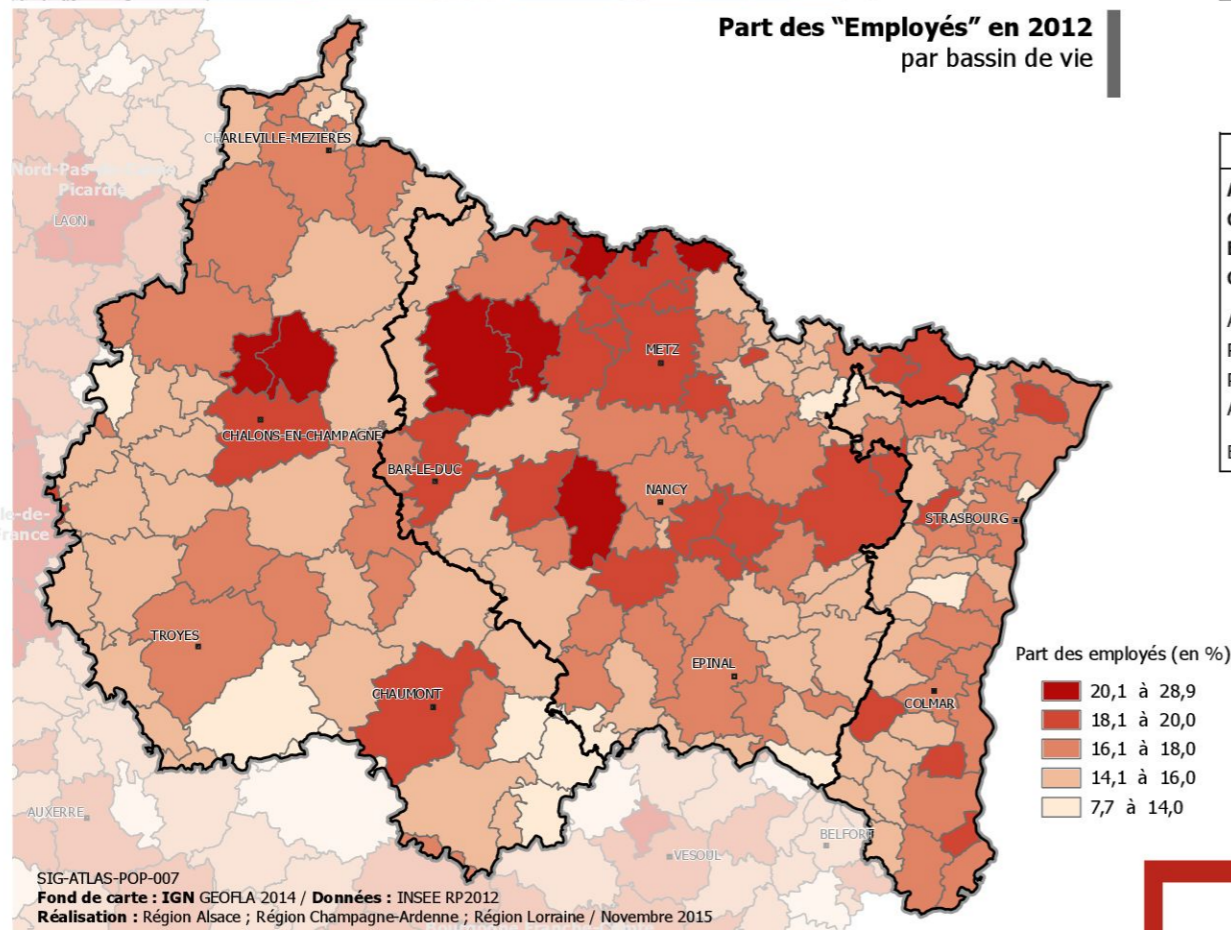 Part des “Employés” en 2012
par bassin de vie
CHARLEVILLE-MEZIERES
Picardie
LAON
METZ
CHALONS-EN-CHAMPAGNE
BAR-LE-DUC
NANCY
STRASBOURG
France
TROYES
EPINAL
CHAUMONT
COLMAR
AUXERRE
BELFORT
VESOUL
Part des employés (en %)
20,1 à 28,9
18,1 à 20,0
16,1 à 18,0
14,1 à 16,0
7,7 à 14,0
SIG-ATLAS-POP-007
Fond de carte : IGN GEOFLA 2014 / Données : INSEE RP2012
Réalisation : Région Alsace ; Région Champagne-Ardenne ; Région Lorraine / Novembre 2015